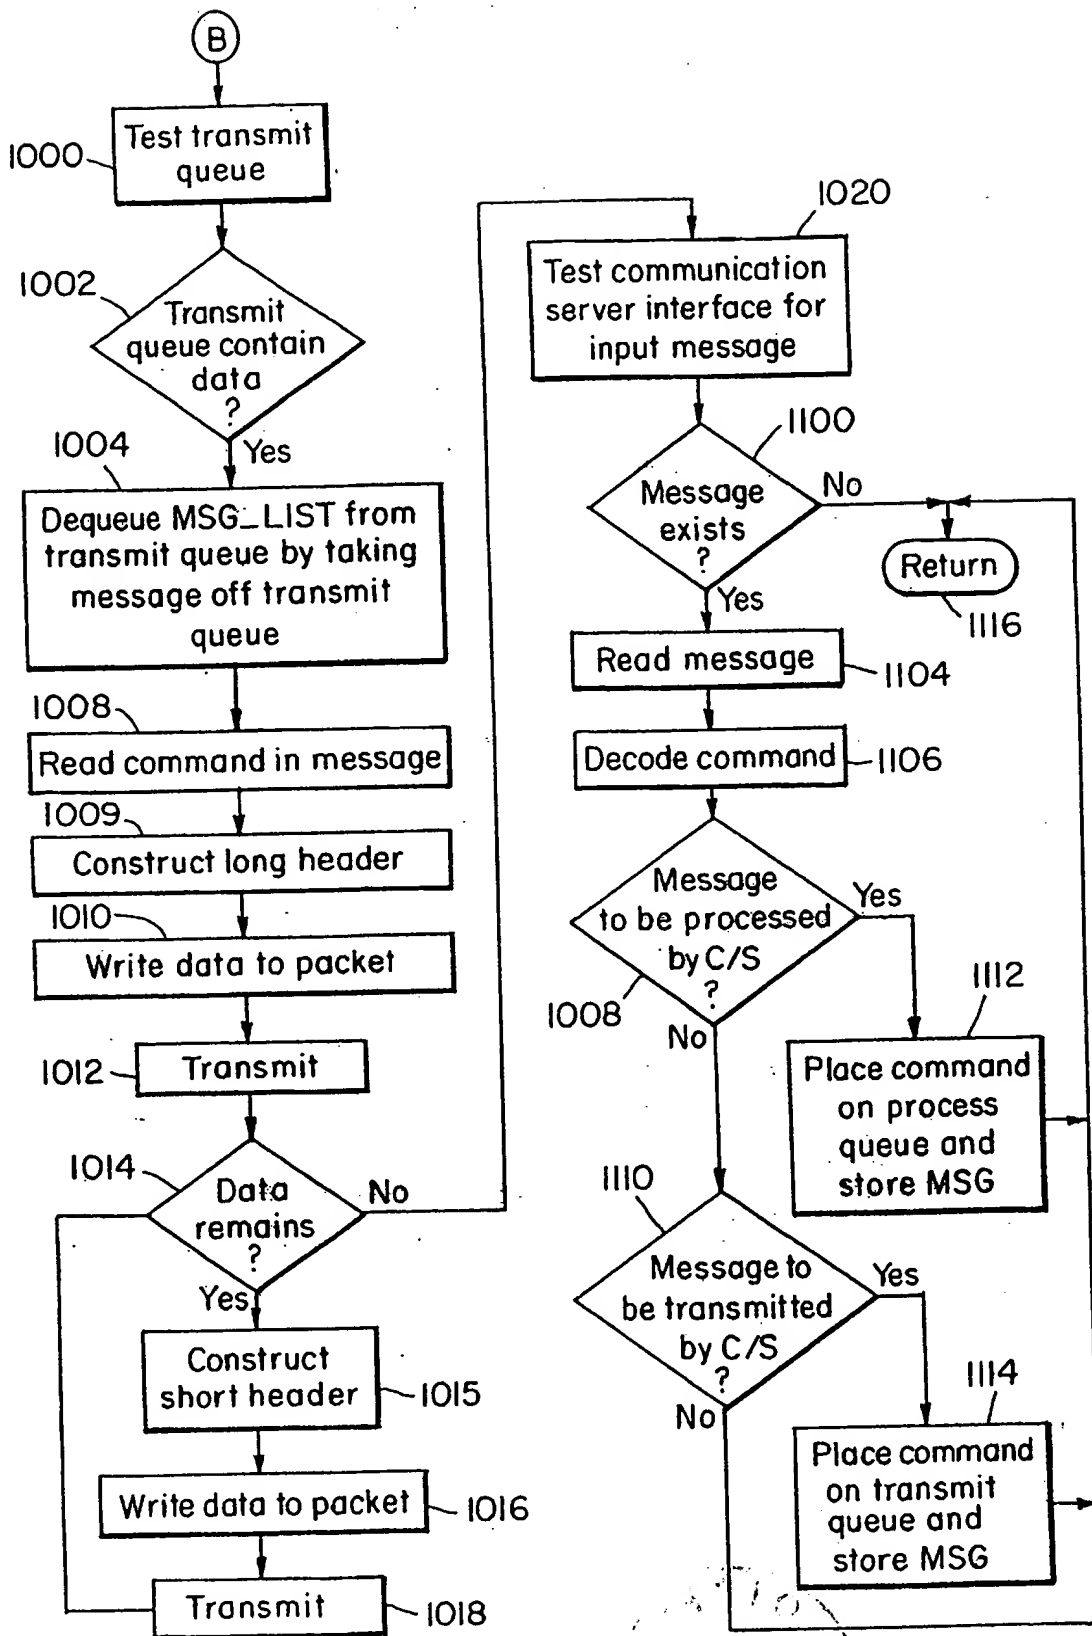 B
Test transmit
queue
1000
1002
Transmit
queue contain
data
?
Yes
1004
Dequeue MSG_LIST from
transmit queue by taking
message off transmit
queue
1008
Read command in message
1009
Construct long header
1010
Write data to packet
1012
Transmit
1014
Data
remains
?
No
Yes
Construct
short header
1015
Write data to packet
1016
Transmit
1018
1020
Test communication
server interface for
input message
1100
Message
exists
?
No
Yes
Return
1116
Read message
1104
Decode command
1106
Message
to be processed
by C/S
?
Yes
1008
No
1112
Place command
on process
queue and
store MSG
1110
Message to
be transmitted
by C/S
?
Yes
No
1114
Place command
on transmit
queue and
store MSG